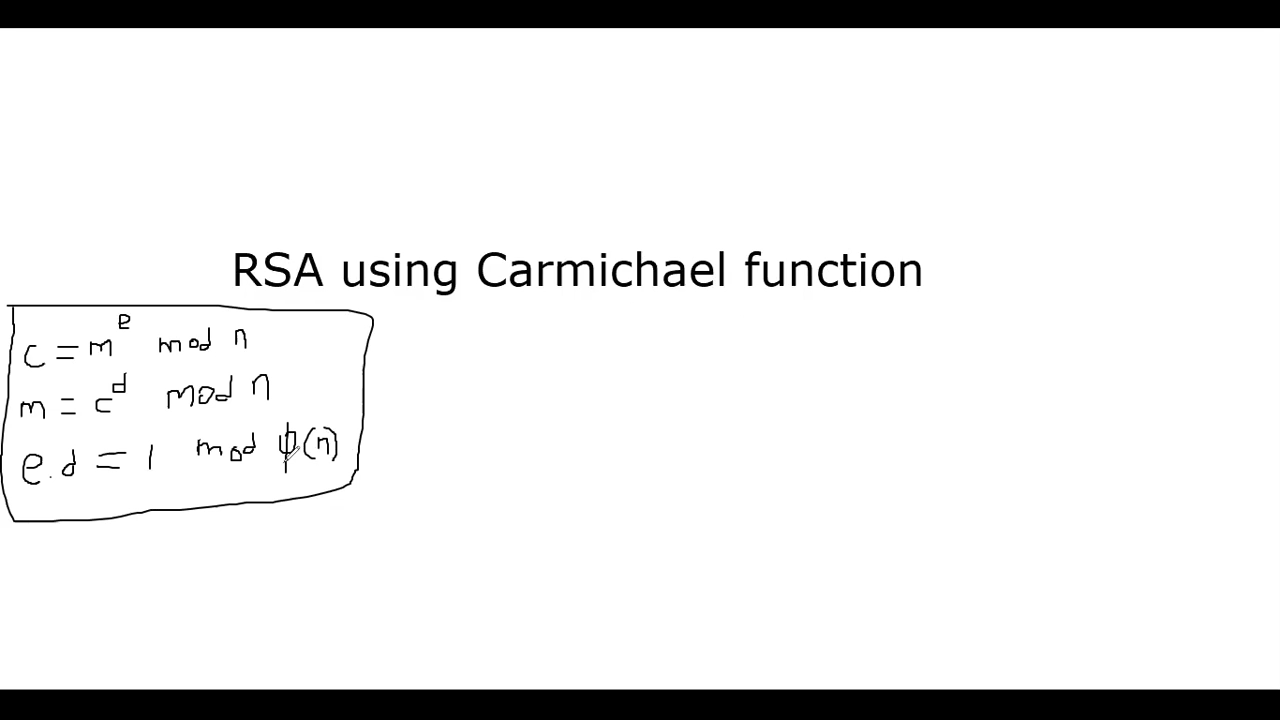 RSA using Carmichael function
c = m^e mod n
m = c^d mod n
e.d = 1 mod φ(n)